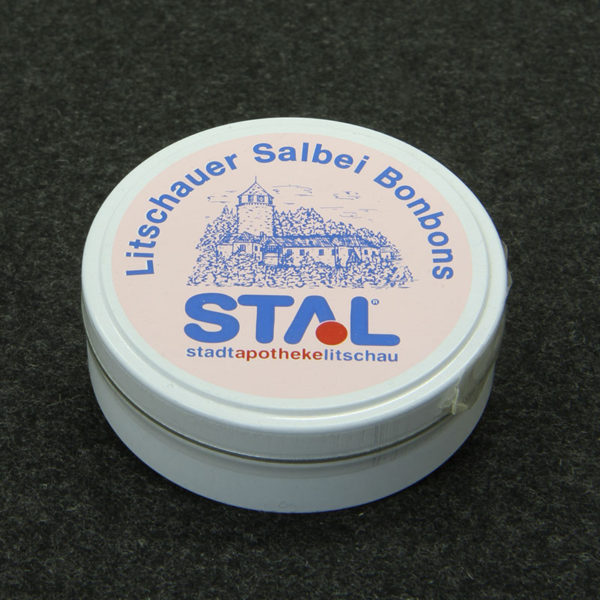 Litschauer Salbei Bonbons
STAL®
stadtapothekelitschau